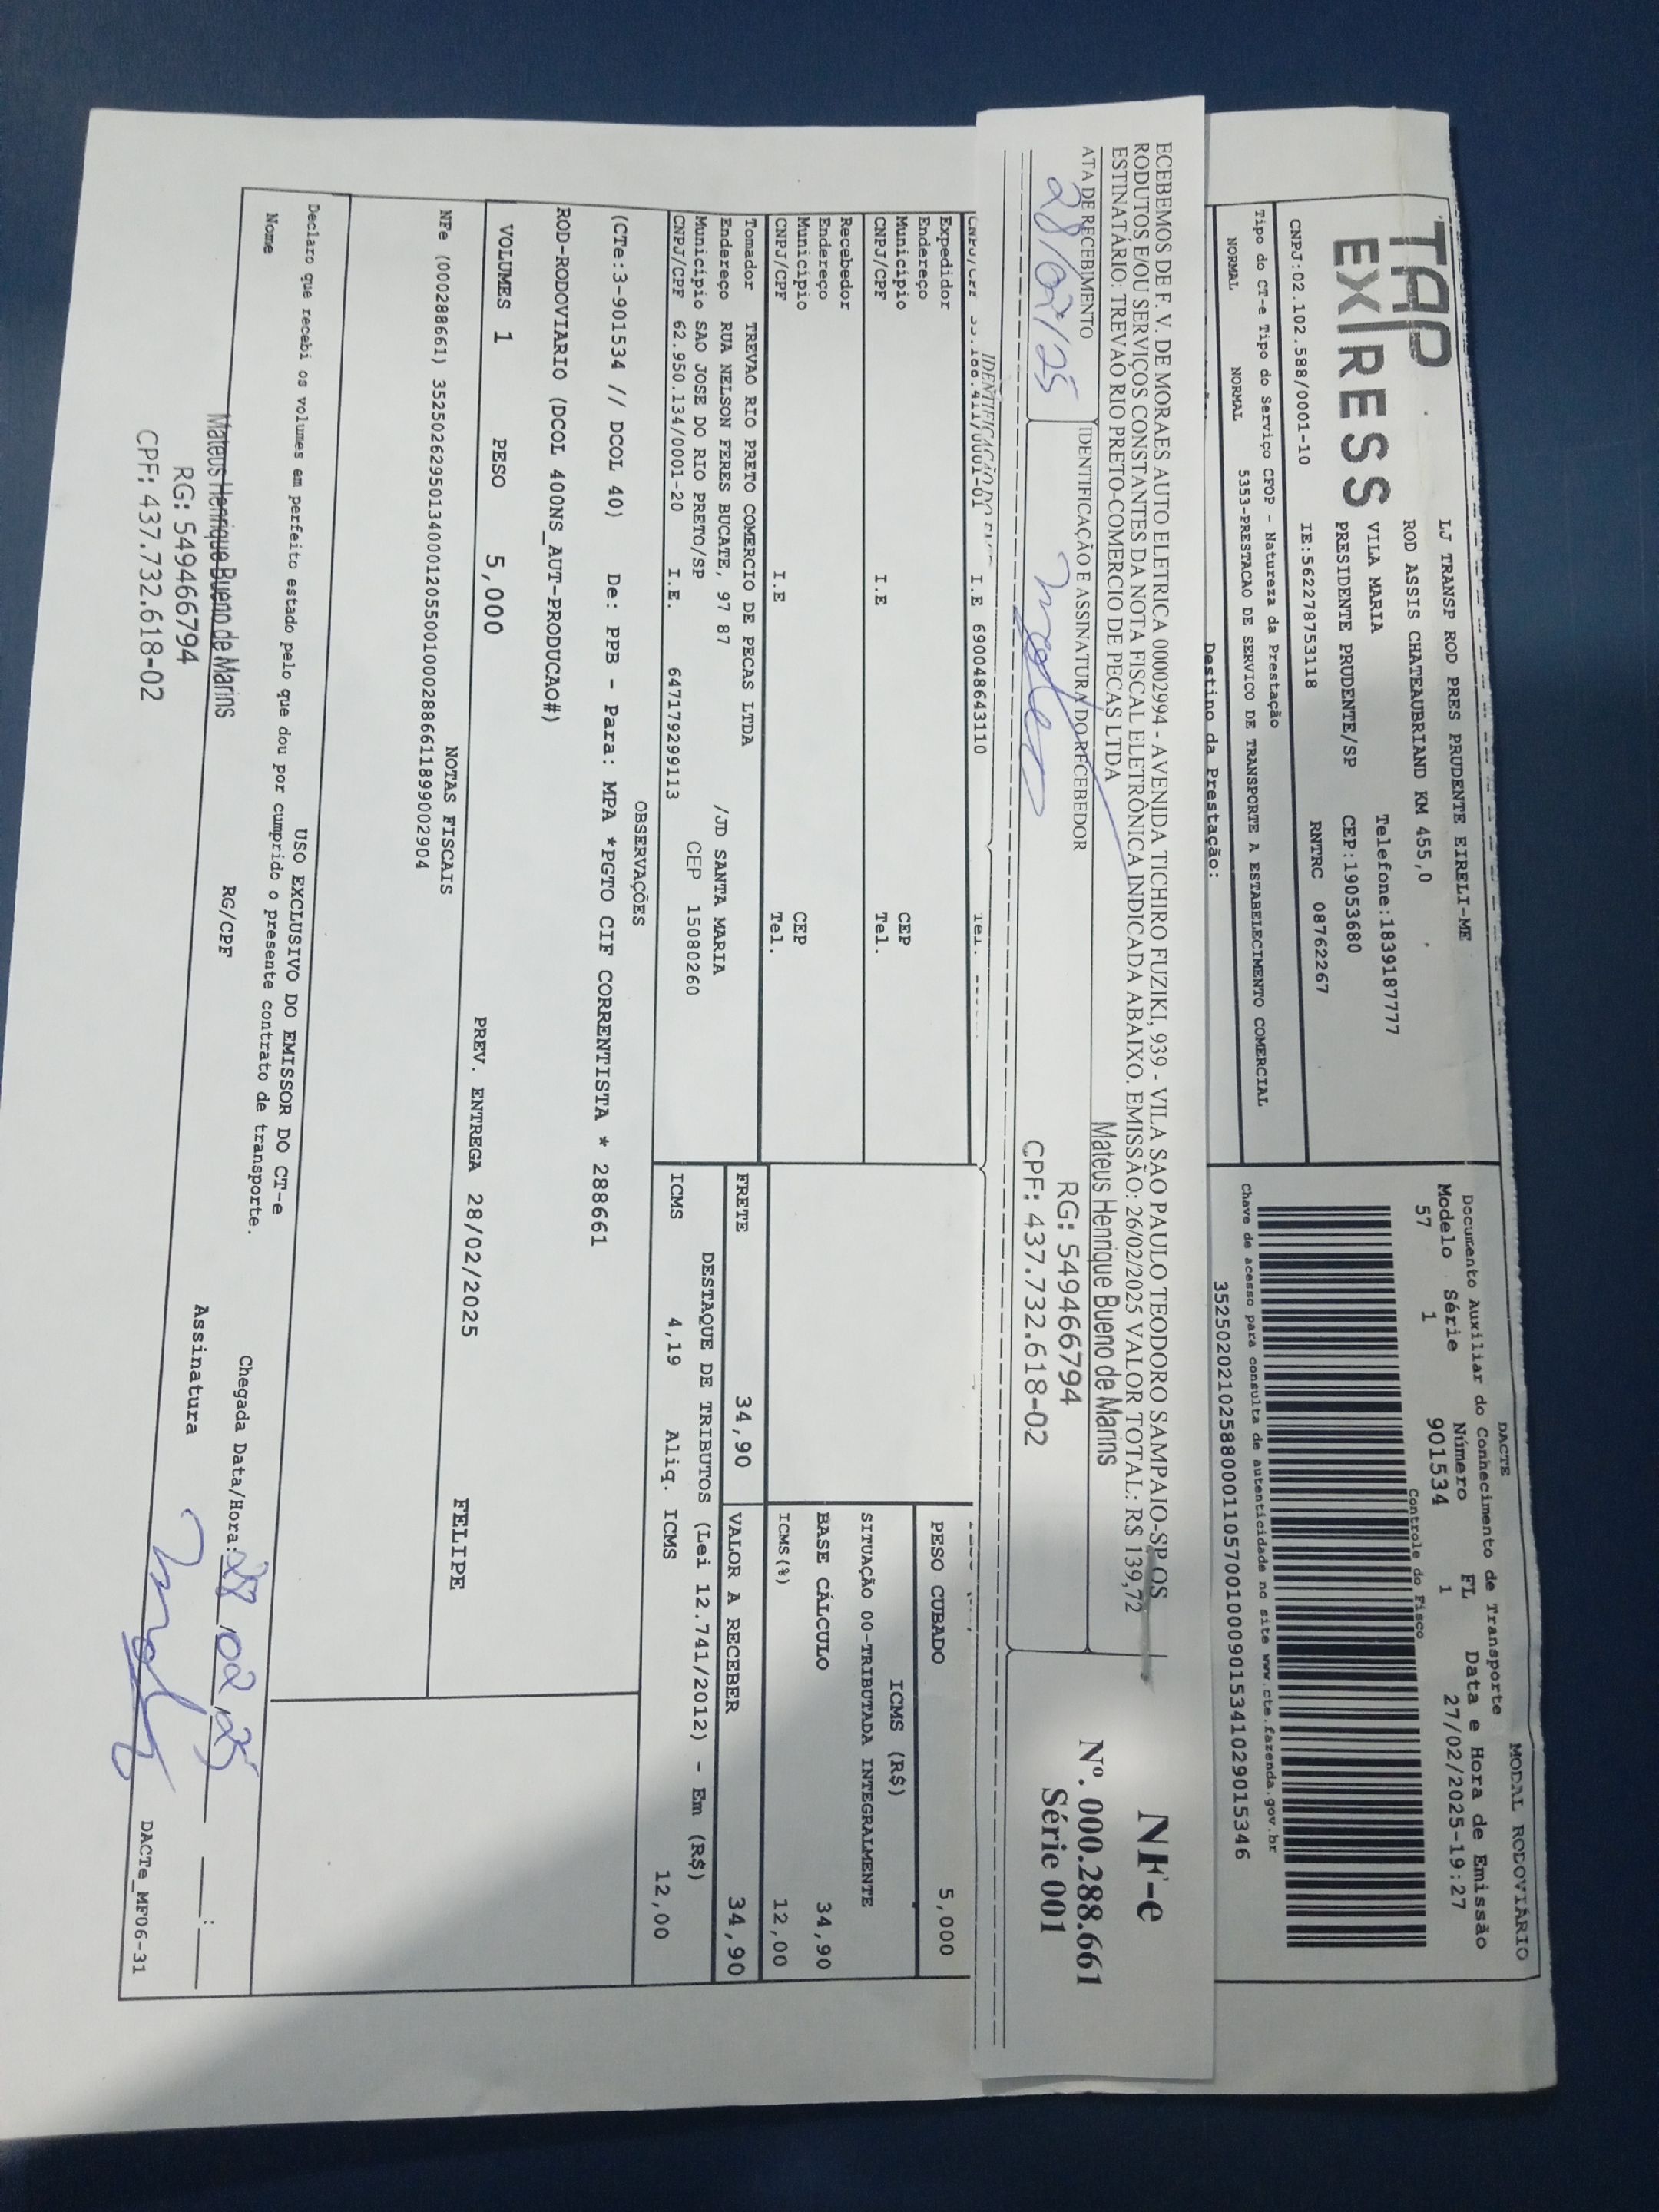 MODAL RODOVIÁRIO
TAP
EXPRESS
LJ TRANSP ROD PRES PRUDENTE EIRELI-ME
ROD ASSIS CHATEAUBRIAND KM 455,0
VILA MARIA Telefone:1839187777
PRESIDENTE PRUDENTE/SP CEP:19053680
CNPJ:02.102.588/0001-10 IE:562278753118 RNTRC 08762267
DACTE
Documento Auxiliar do Conhecimento de Transporte
Modelo Série Número FL Data e Hora de Emissão
57 1 901534 1 27/02/2025-19:27
Controle do Fisco
Tipo do CT-e Tipo do Serviço CFOP - Natureza da Prestação
NORMAL NORMAL 5353-PRESTACAO DE SERVICO DE TRANSPORTE A ESTABELECIMENTO COMERCIAL
Chave de acesso para consulta de autenticidade no site www.cte.fazenda.gov.br
35250202102588000110570010009015341029015346
Destino da Prestação:
ECEBEMOS DE F. V. DE MORAES AUTO ELETRICA 00002994 - AVENIDA TICHIRO FUZIKI, 939 - VILA SAO PAULO TEODORO SAMPAIO-SP OS
RODUTOS E/OU SERVIÇOS CONSTANTES DA NOTA FISCAL ELETRÔNICA INDICADA ABAIXO. EMISSÃO: 26/02/2025 VALOR TOTAL: R$ 139,72
ESTINATÁRIO: TREVAO RIO PRETO-COMERCIO DE PECAS LTDA
ATA DE RECEBIMENTO
28/02/25
IDENTIFICAÇÃO E ASSINATURA DO RECEBEDOR
Mateus Henrique Bueno de Marins
RG: 549466794
CPF: 437.732.618-02
NF-e
Nº. 000.288.661
Série 001
I.E 690048643110
Expedidor
Endereço
Município CEP
CNPJ/CPF I.E Tel.
Recebedor
Endereço
Município CEP
CNPJ/CPF I.E Tel.
PESO CUBADO 5,000
ICMS (R$)
SITUAÇÃO 00-TRIBUTADA INTEGRALMENTE
BASE CÁLCULO 34,90
ICMS(%) 12,00
Tomador TREVAO RIO PRETO COMERCIO DE PECAS LTDA
Endereço RUA NELSON FERES BUCATE, 97 87 /JD SANTA MARIA
Município SAO JOSE DO RIO PRETO/SP CEP 15080260
CNPJ/CPF 62.950.134/0001-20 I.E. 647179299113
FRETE 34,90 VALOR A RECEBER 34,90
DESTAQUE DE TRIBUTOS (Lei 12.741/2012) - Em (R$)
ICMS 4,19 Aliq. ICMS 12,00
OBSERVAÇÕES
(CTe:3-901534 // DCOL 40) De: PPB - Para: MPA *PGTO CIF CORRENTISTA * 288661
ROD-RODOVIARIO (DCOL 400NS_AUT-PRODUCAO#)
VOLUMES 1 PESO 5,000 PREV. ENTREGA 28/02/2025 FELIPE
NOTAS FISCAIS
NFe (000288661) 35250262950134000120550010002886611899002904
USO EXCLUSIVO DO EMISSOR DO CT-e
Declaro que recebi os volumes em perfeito estado pelo que dou por cumprido o presente contrato de transporte.
Nome RG/CPF Assinatura Chegada Data/Hora: 28/02/25 __:__
Mateus Henrique Bueno de Marins
RG: 549466794
CPF: 437.732.618-02
DACTe_MF06-31